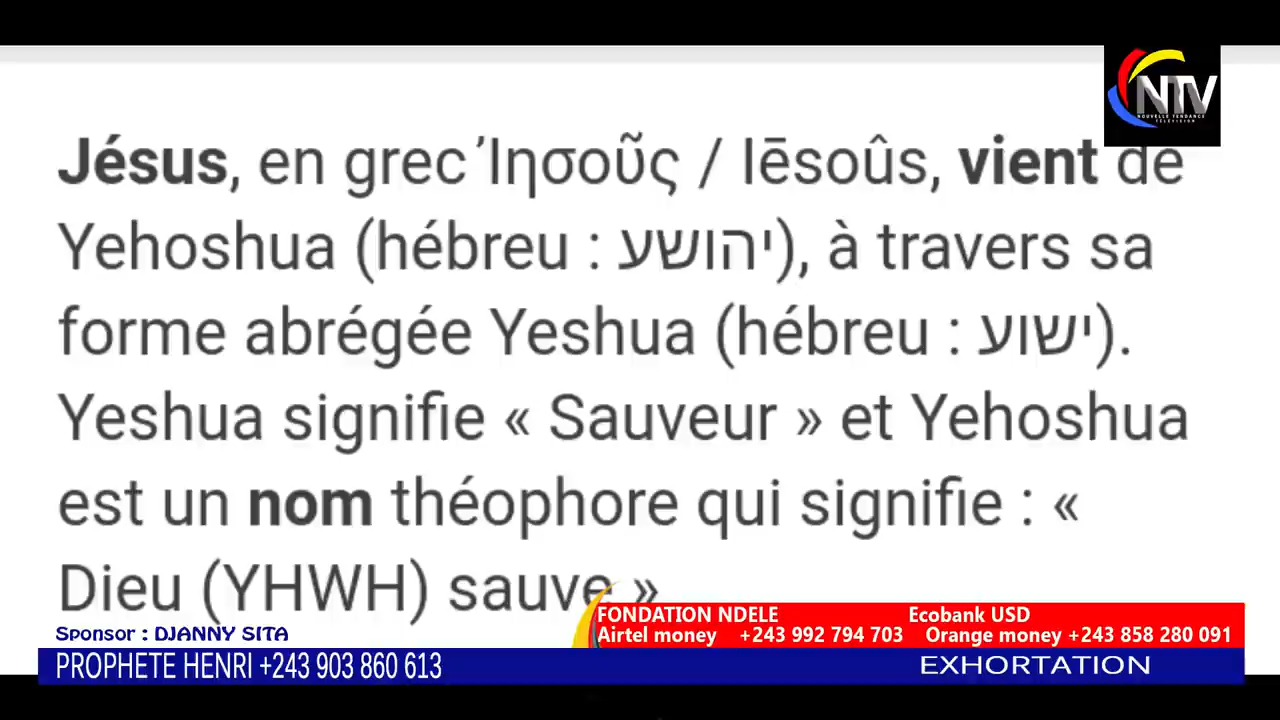 NTV
NOUVELLE TENDANCE
TÉLÉVISION
Jésus, en grec Ἰησοῦς / Iēsoûs, vient de
Yehoshua (hébreu : יהושע), à travers sa
forme abrégée Yeshua (hébreu : ישוע).
Yeshua signifie « Sauveur » et Yehoshua
est un nom théophore qui signifie : «
Dieu (YHWH) sauve »
FONDATION NDELE Ecobank USD
Sponsor : DJANNY SITA
Airtel money +243 992 794 703 Orange money +243 858 280 091
PROPHETE HENRI +243 903 860 613 EXHORTATION